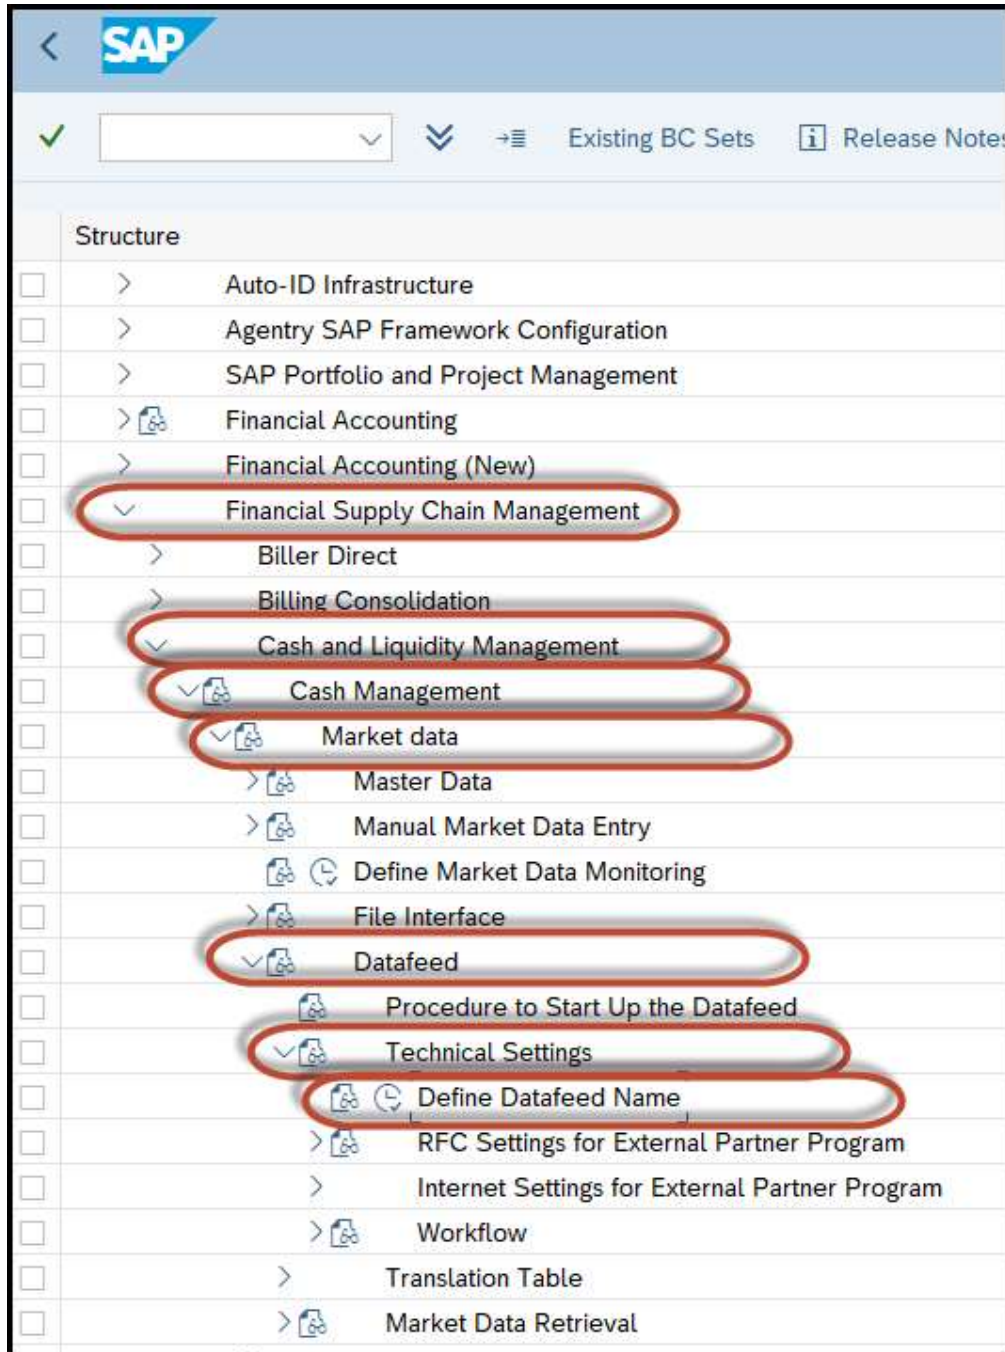 SAP
Existing BC Sets
i Release Notes
Structure
Auto-ID Infrastructure
Agentry SAP Framework Configuration
SAP Portfolio and Project Management
Financial Accounting
Financial Accounting (New)
Financial Supply Chain Management
Biller Direct
Billing Consolidation
Cash and Liquidity Management
Cash Management
Market data
Master Data
Manual Market Data Entry
Define Market Data Monitoring
File Interface
Datafeed
Procedure to Start Up the Datafeed
Technical Settings
Define Datafeed Name
RFC Settings for External Partner Program
Internet Settings for External Partner Program
Workflow
Translation Table
Market Data Retrieval